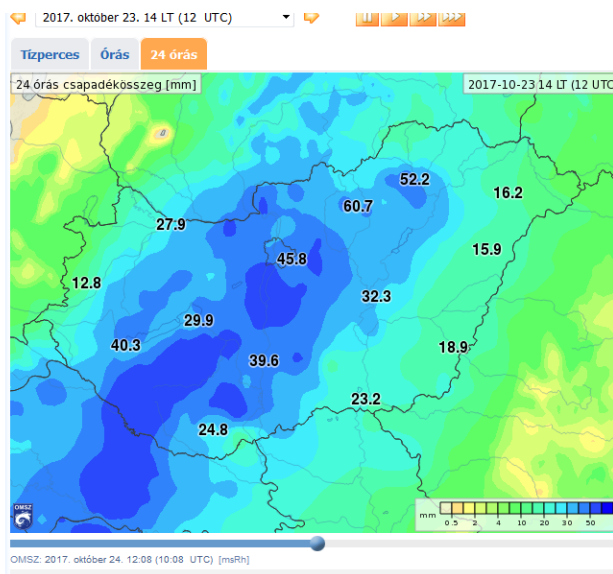 2017. október 23. 14 LT (12 UTC)
Tízperces Órás 24 órás
24 órás csapadékösszeg [mm]
2017-10-23 14 LT (12 UTC
52.2
60.7
16.2
27.9
15.9
45.8
12.8
32.3
29.9
40.3
18.9
39.6
23.2
24.8
mm 0.5 2 4 10 20 30 50
OMSZ
OMSZ: 2017. október 24. 12:08 (10:08 UTC) [msRh]